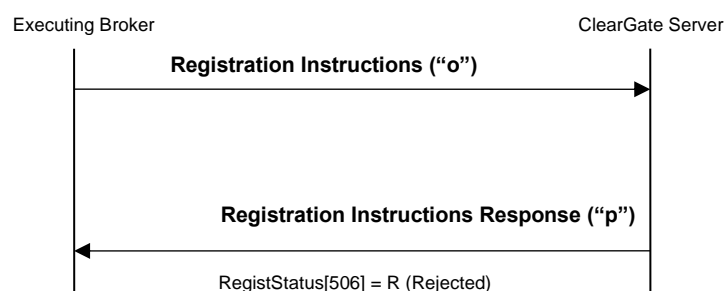 Executing Broker
ClearGate Server
Registration Instructions (“o”)
Registration Instructions Response (“p”)
RegistStatus[506] = R (Rejected)